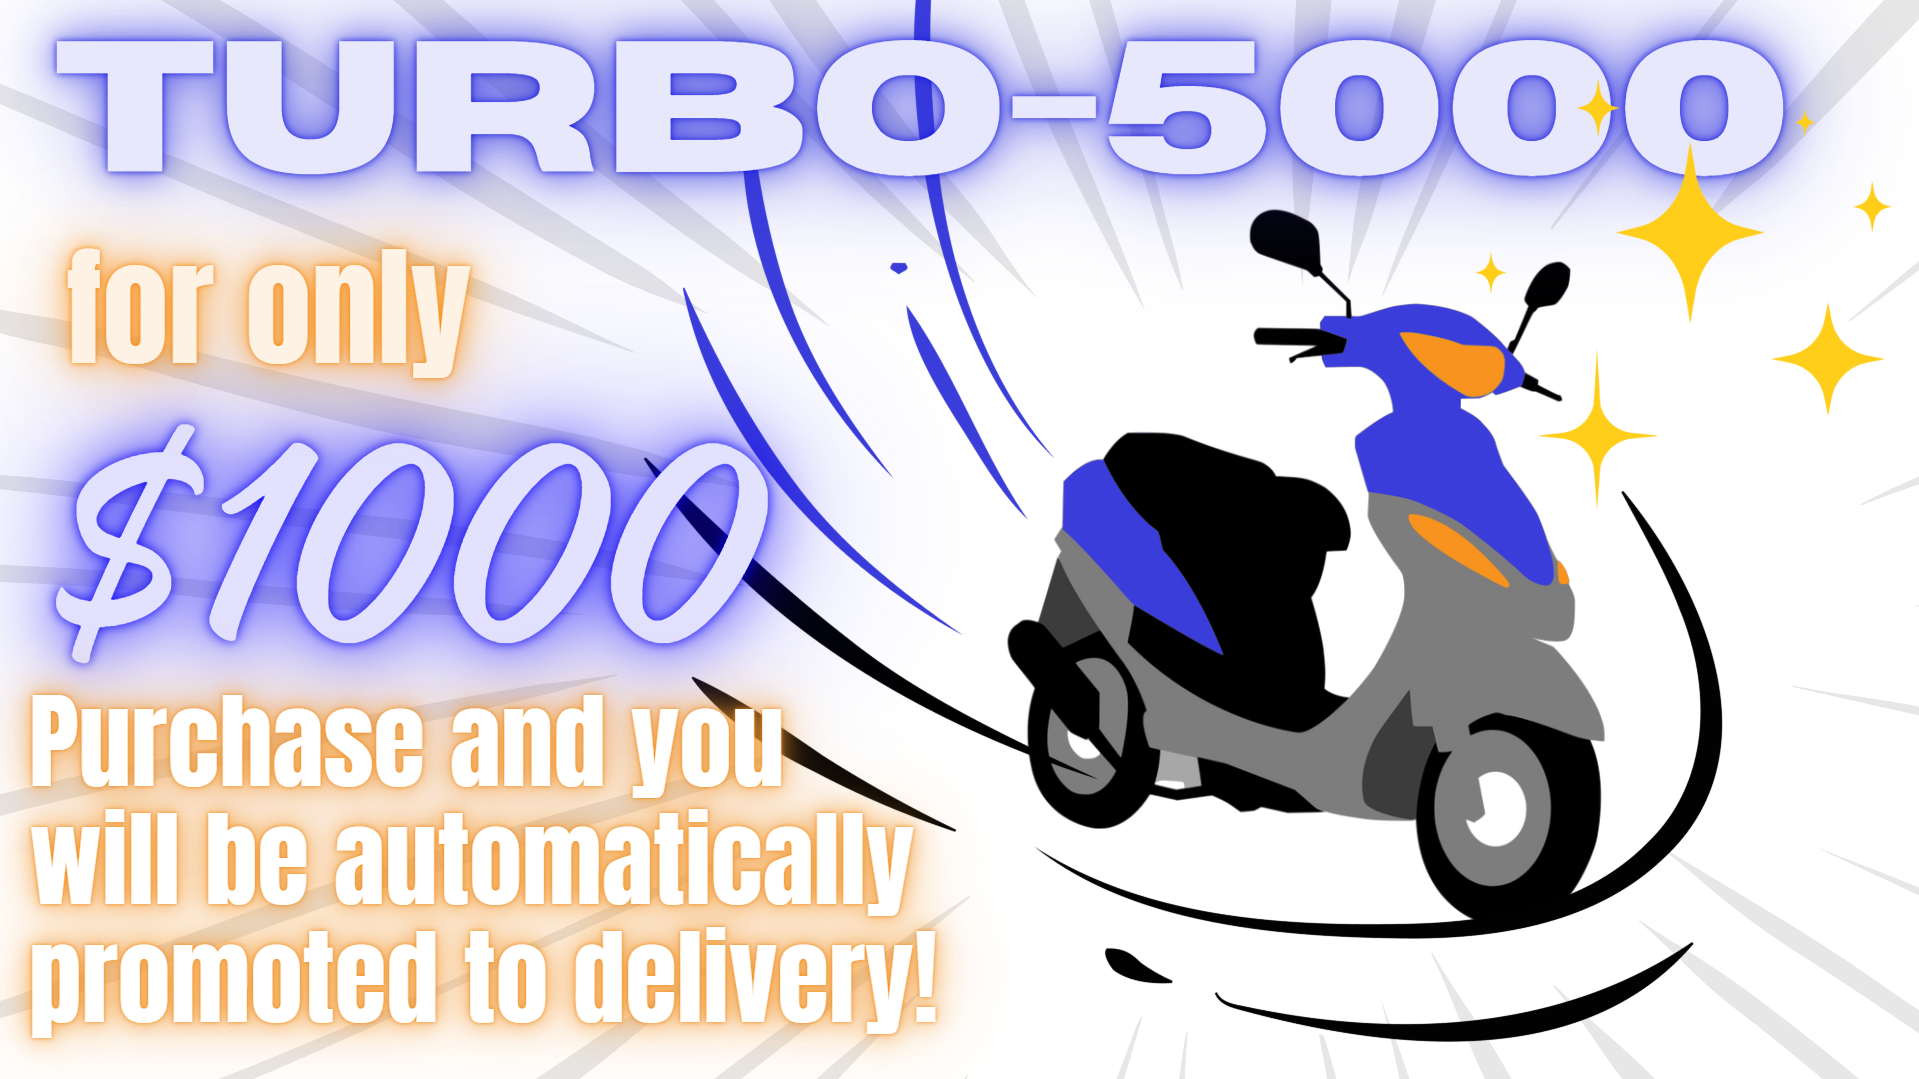 TURBO-5000
for only
$1000
Purchase and you
will be automatically
promoted to delivery!